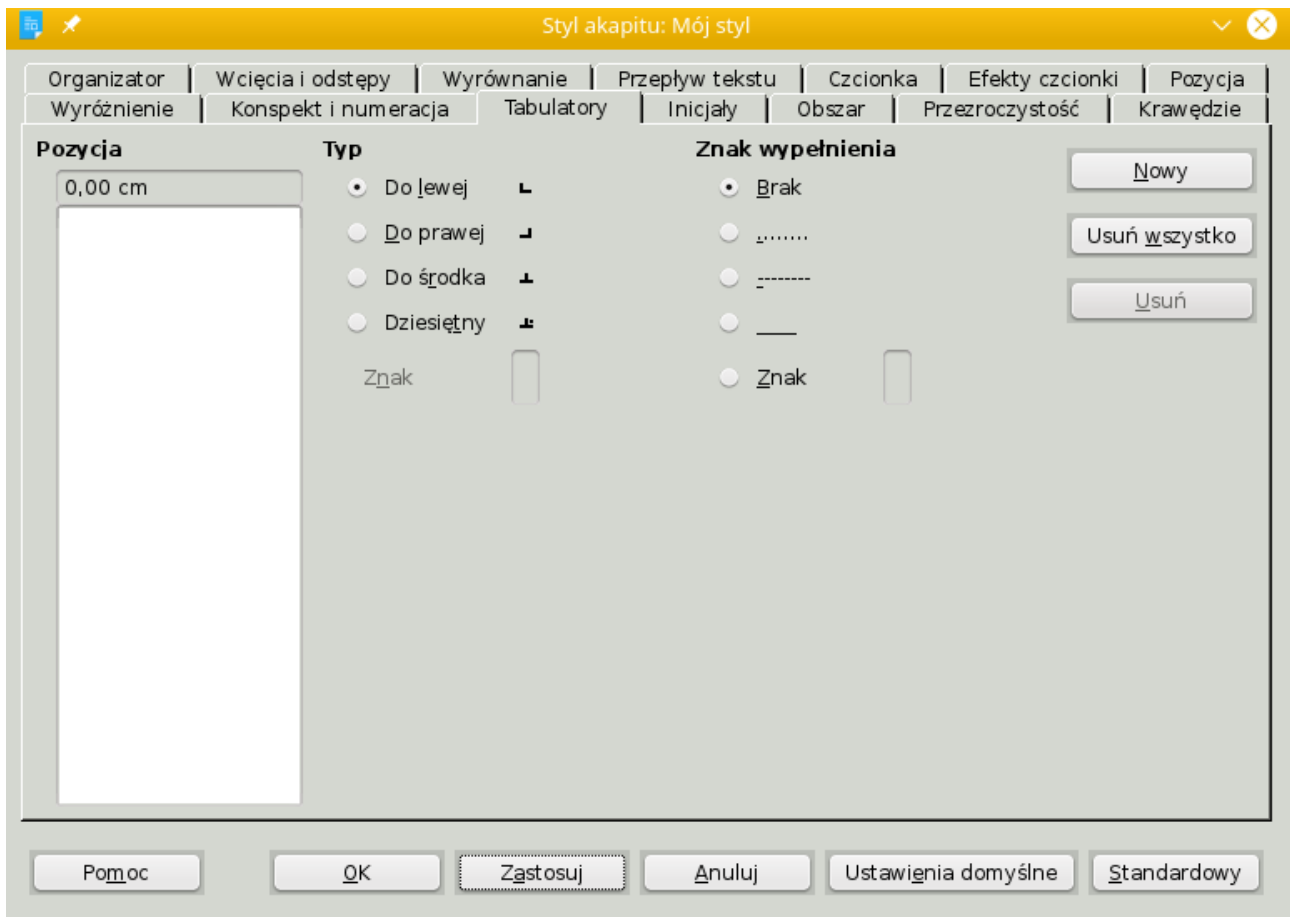 Styl akapitu: Mój styl
Organizator Wcięcia i odstępy Wyrównanie Przepływ tekstu Czcionka Efekty czcionki Pozycja
Wyróżnienie Konspekt i numeracja Tabulatory Inicjały Obszar Przezroczystość Krawędzie
Pozycja Typ Znak wypełnienia
0,00 cm Do lewej Brak Nowy
Do prawej ........ Usuń wszystko
Do środka --------
Usuń
Dziesiętny ____
Znak Znak
Pomoc OK Zastosuj Anuluj Ustawienia domyślne Standardowy